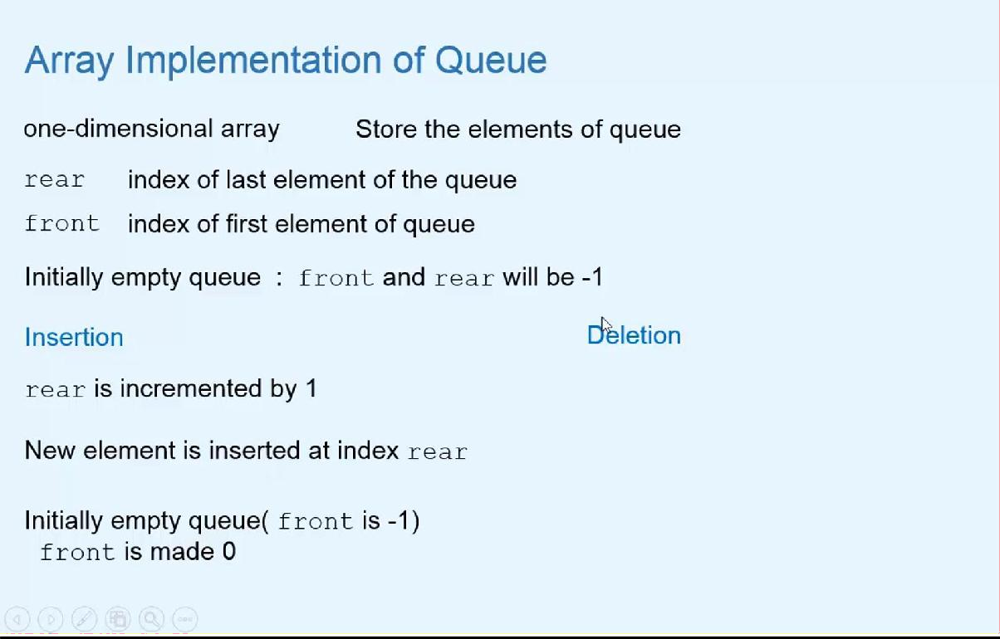 Array Implementation of Queue
one-dimensional array Store the elements of queue
rear index of last element of the queue
front index of first element of queue
Initially empty queue : front and rear will be -1
Insertion Deletion
rear is incremented by 1
New element is inserted at index rear
Initially empty queue( front is -1)
front is made 0